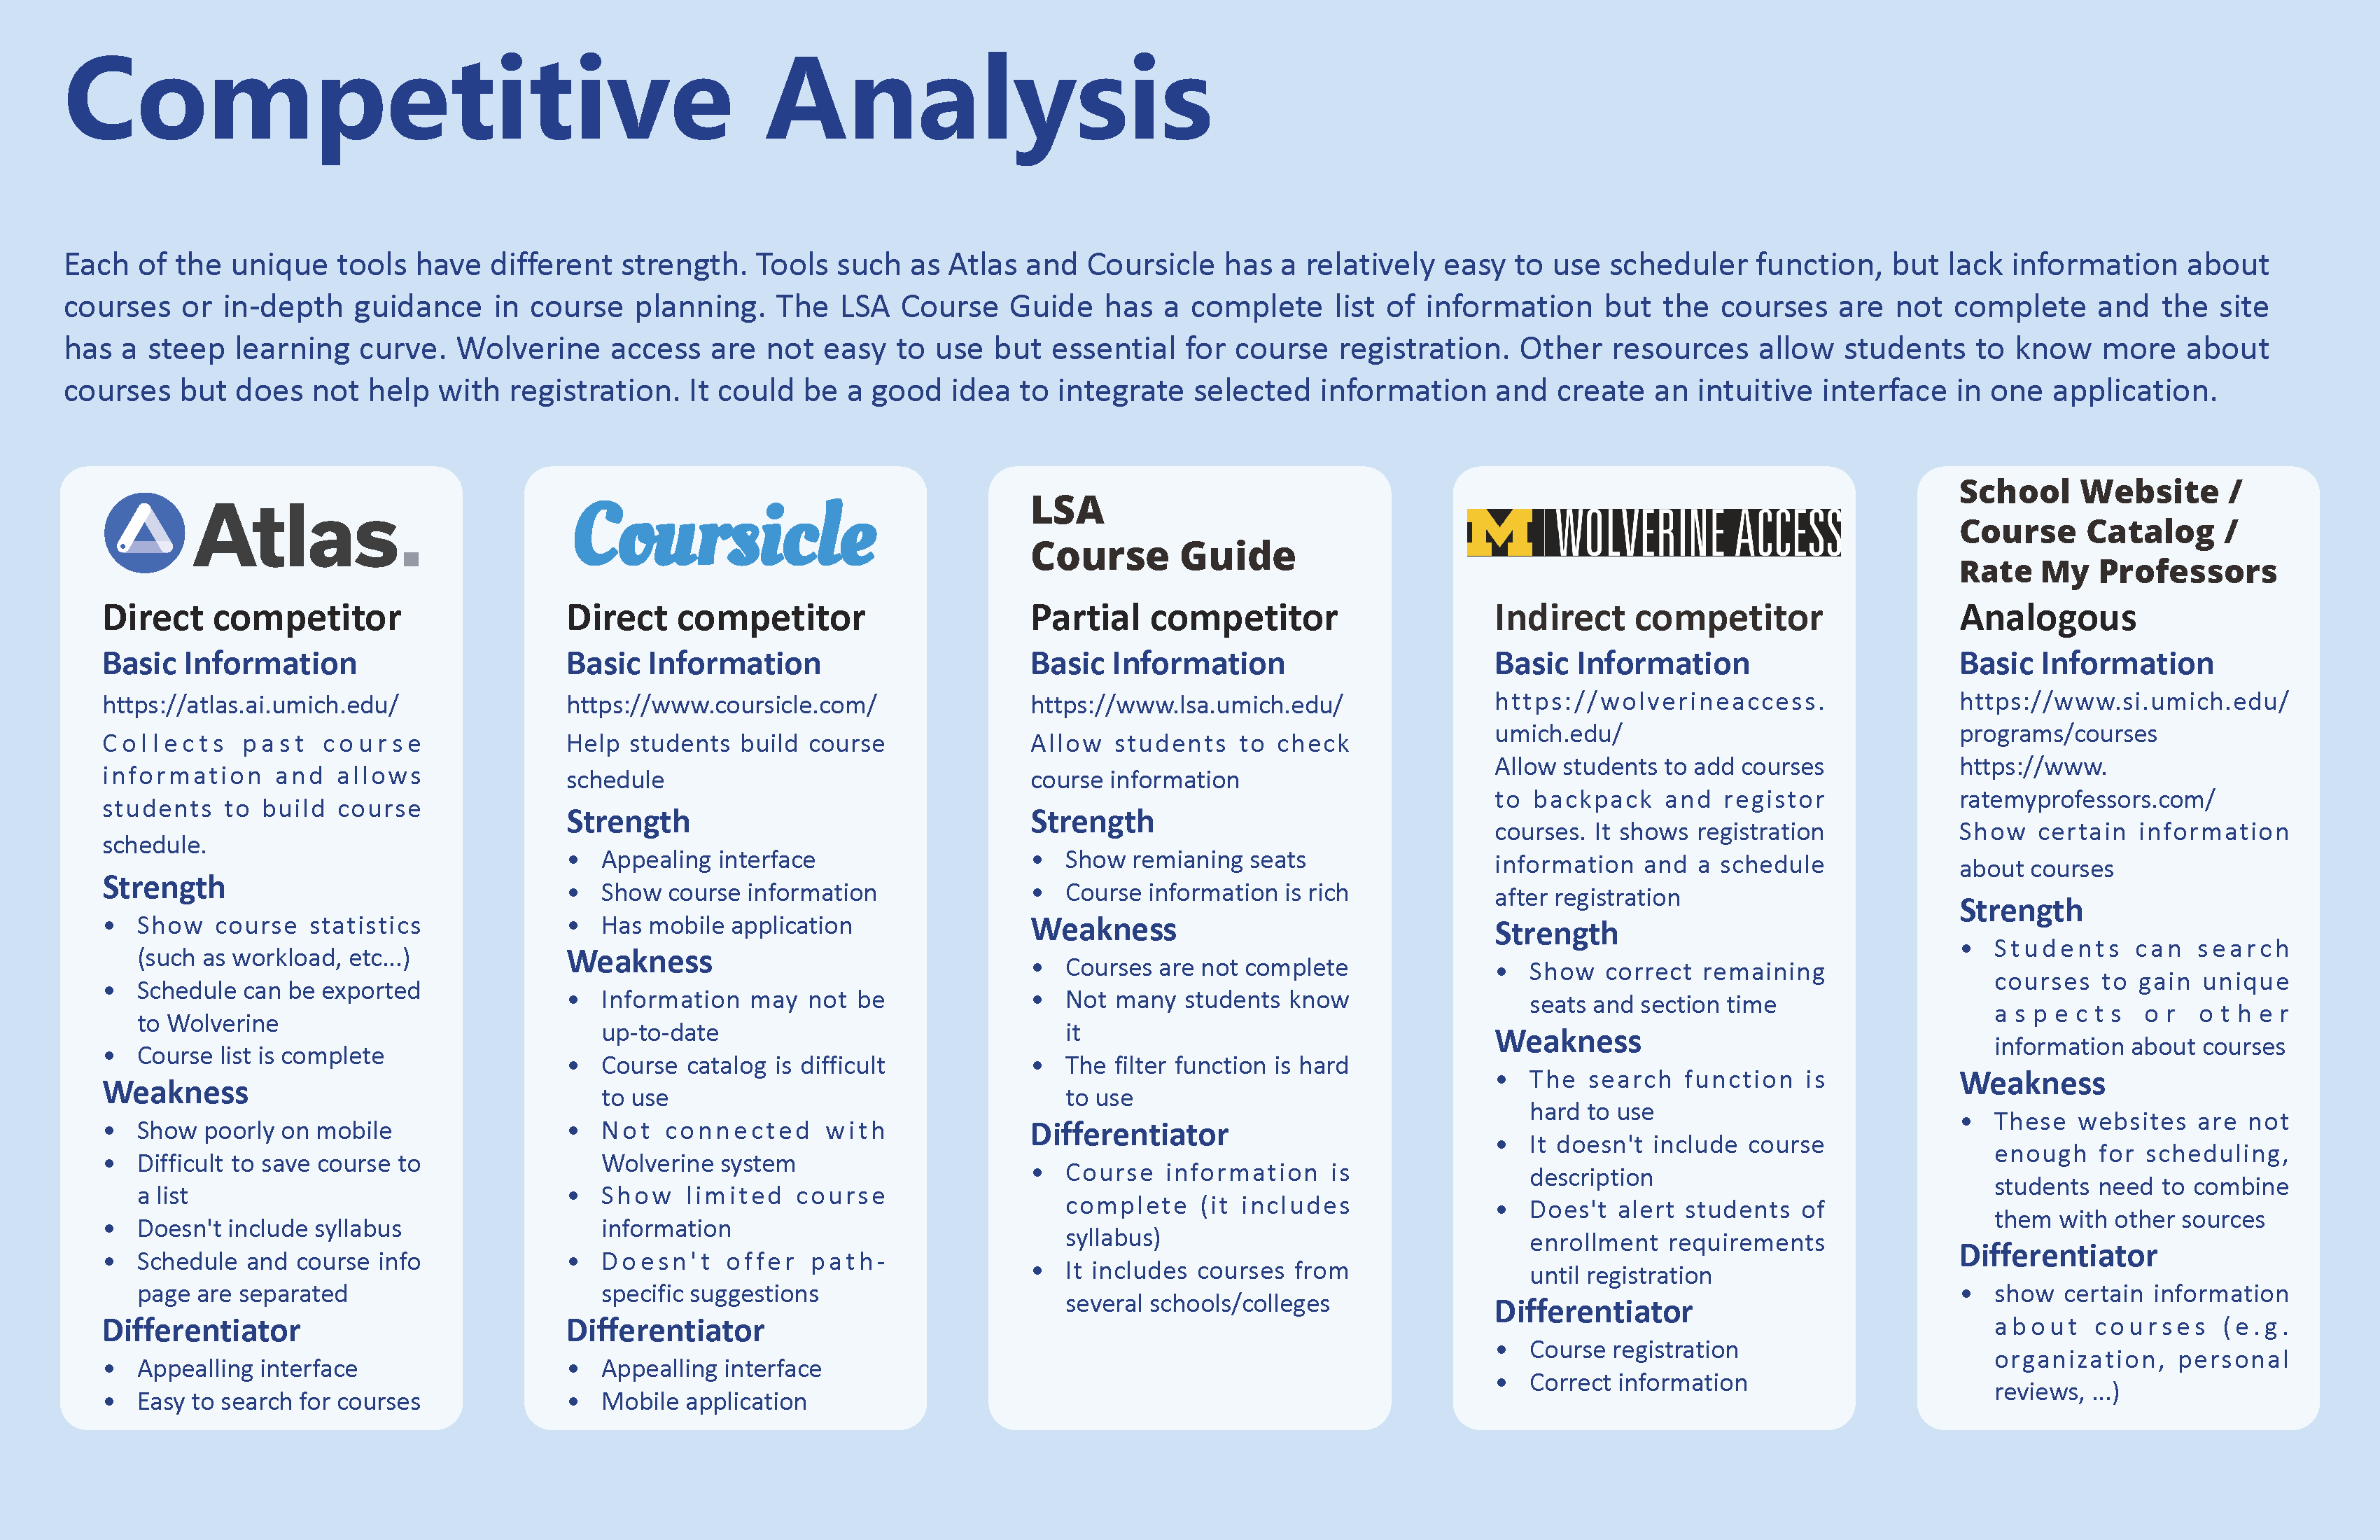 Competitive Analysis
Each of the unique tools have different strength. Tools such as Atlas and Coursicle has a relatively easy to use scheduler function, but lack information about
courses or in-depth guidance in course planning. The LSA Course Guide has a complete list of information but the courses are not complete and the site
has a steep learning curve. Wolverine access are not easy to use but essential for course registration. Other resources allow students to know more about
courses but does not help with registration. It could be a good idea to integrate selected information and create an intuitive interface in one application.
Atlas.
Direct competitor
Basic Information
https://atlas.ai.umich.edu/
Collects past course
information and allows
students to build course
schedule.
Strength
• Show course statistics
(such as workload, etc...)
• Schedule can be exported
to Wolverine
• Course list is complete
Weakness
• Show poorly on mobile
• Difficult to save course to
a list
• Doesn't include syllabus
• Schedule and course info
page are separated
Differentiator
• Appealling interface
• Easy to search for courses
Coursicle
Direct competitor
Basic Information
https://www.coursicle.com/
Help students build course
schedule
Strength
• Appealing interface
• Show course information
• Has mobile application
Weakness
• Information may not be
up-to-date
• Course catalog is difficult
to use
• Not connected with
Wolverine system
• Show limited course
information
• Doesn't offer path-
specific suggestions
Differentiator
• Appealling interface
• Mobile application
LSA
Course Guide
Partial competitor
Basic Information
https://www.lsa.umich.edu/
Allow students to check
course information
Strength
• Show remianing seats
• Course information is rich
Weakness
• Courses are not complete
• Not many students know
it
• The filter function is hard
to use
Differentiator
• Course information is
complete (it includes
syllabus)
• It includes courses from
several schools/colleges
M WOLVERINE ACCESS
Indirect competitor
Basic Information
https://wolverineaccess.
umich.edu/
Allow students to add courses
to backpack and registor
courses. It shows registration
information and a schedule
after registration
Strength
• Show correct remaining
seats and section time
Weakness
• The search function is
hard to use
• It doesn't include course
description
• Does't alert students of
enrollment requirements
until registration
Differentiator
• Course registration
• Correct information
School Website /
Course Catalog /
Rate My Professors
Analogous
Basic Information
https://www.si.umich.edu/
programs/courses
https://www.
ratemyprofessors.com/
Show certain information
about courses
Strength
• Students can search
courses to gain unique
aspects or other
information about courses
Weakness
• These websites are not
enough for scheduling,
students need to combine
them with other sources
Differentiator
• show certain information
about courses (e.g.
organization, personal
reviews, ...)